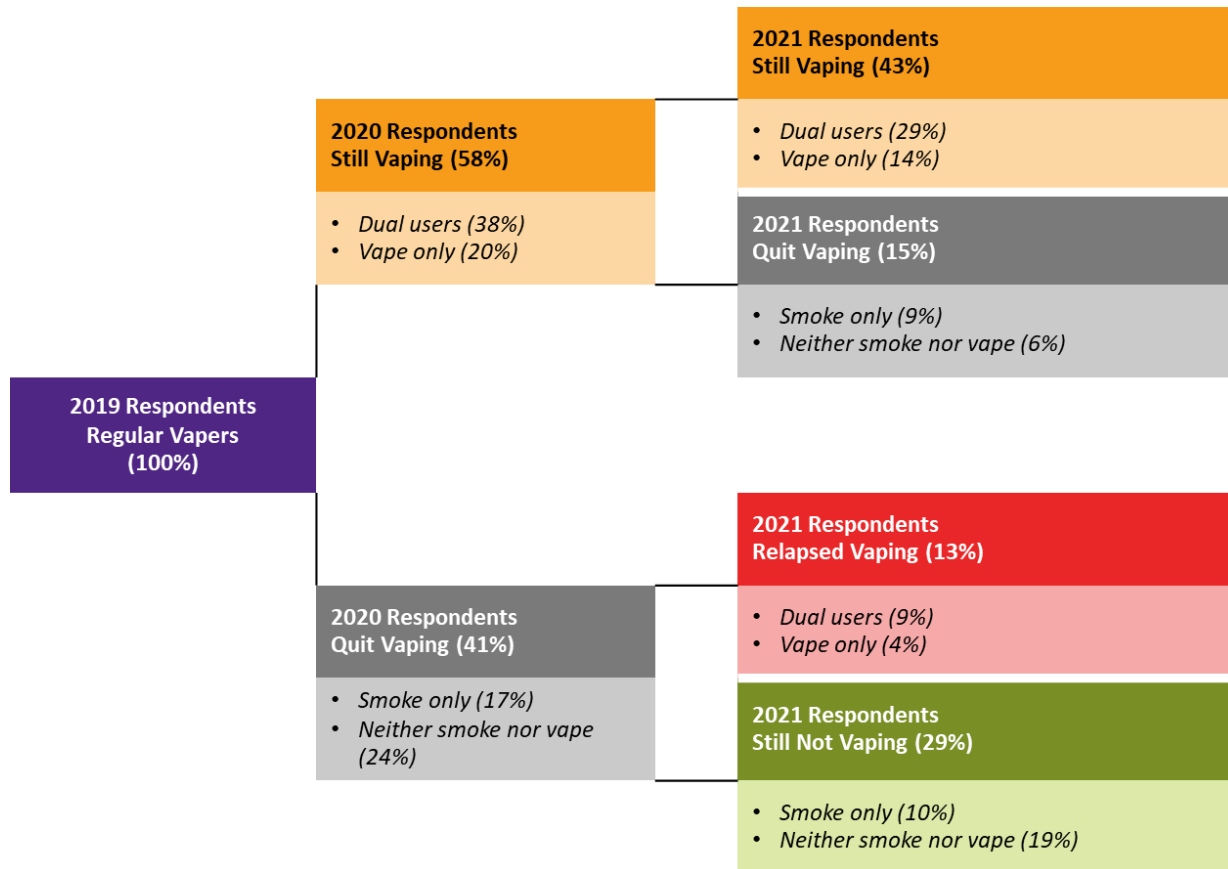 2019 Respondents
Regular Vapers
(100%)
2020 Respondents
Still Vaping (58%)
• Dual users (38%)
• Vape only (20%)
2021 Respondents
Still Vaping (43%)
• Dual users (29%)
• Vape only (14%)
2021 Respondents
Quit Vaping (15%)
• Smoke only (9%)
• Neither smoke nor vape (6%)
2020 Respondents
Quit Vaping (41%)
• Smoke only (17%)
• Neither smoke nor vape
(24%)
2021 Respondents
Relapsed Vaping (13%)
• Dual users (9%)
• Vape only (4%)
2021 Respondents
Still Not Vaping (29%)
• Smoke only (10%)
• Neither smoke nor vape (19%)